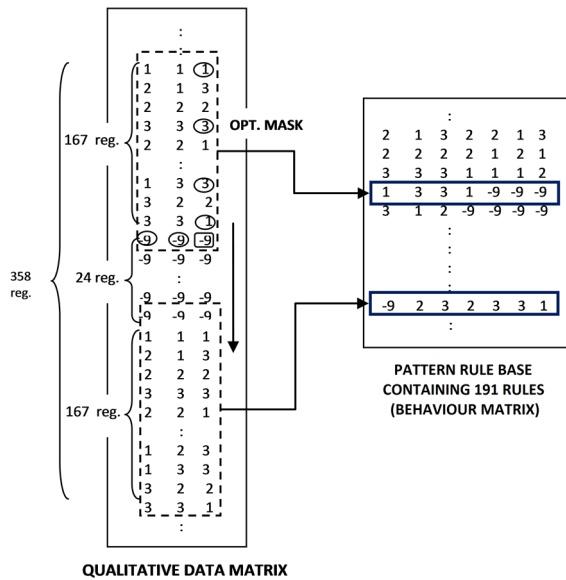 :
:
1 1 1
2 1 3
2 2 2
167 reg.
3 3 3
OPT. MASK
2 2 1
:
1 3 3
3 2 2
3 3 1
-9 -9 -9
-9 -9 -9
358 reg.
24 reg.
:
-9 -9 -9
-9 -9 -9
1 1 1
2 1 3
2 2 2
3 3 3
167 reg.
2 2 1
:
1 2 3
1 3 3
3 2 2
3 3 1
:
QUALITATIVE DATA MATRIX
:
2 1 3 2 2 1 3
2 2 2 2 1 2 1
3 3 3 1 1 1 2
1 3 3 1 -9 -9 -9
3 1 2 -9 -9 -9 -9
:
:
:
:
:
-9 2 3 2 3 3 1
:
PATTERN RULE BASE
CONTAINING 191 RULES
(BEHAVIOUR MATRIX)